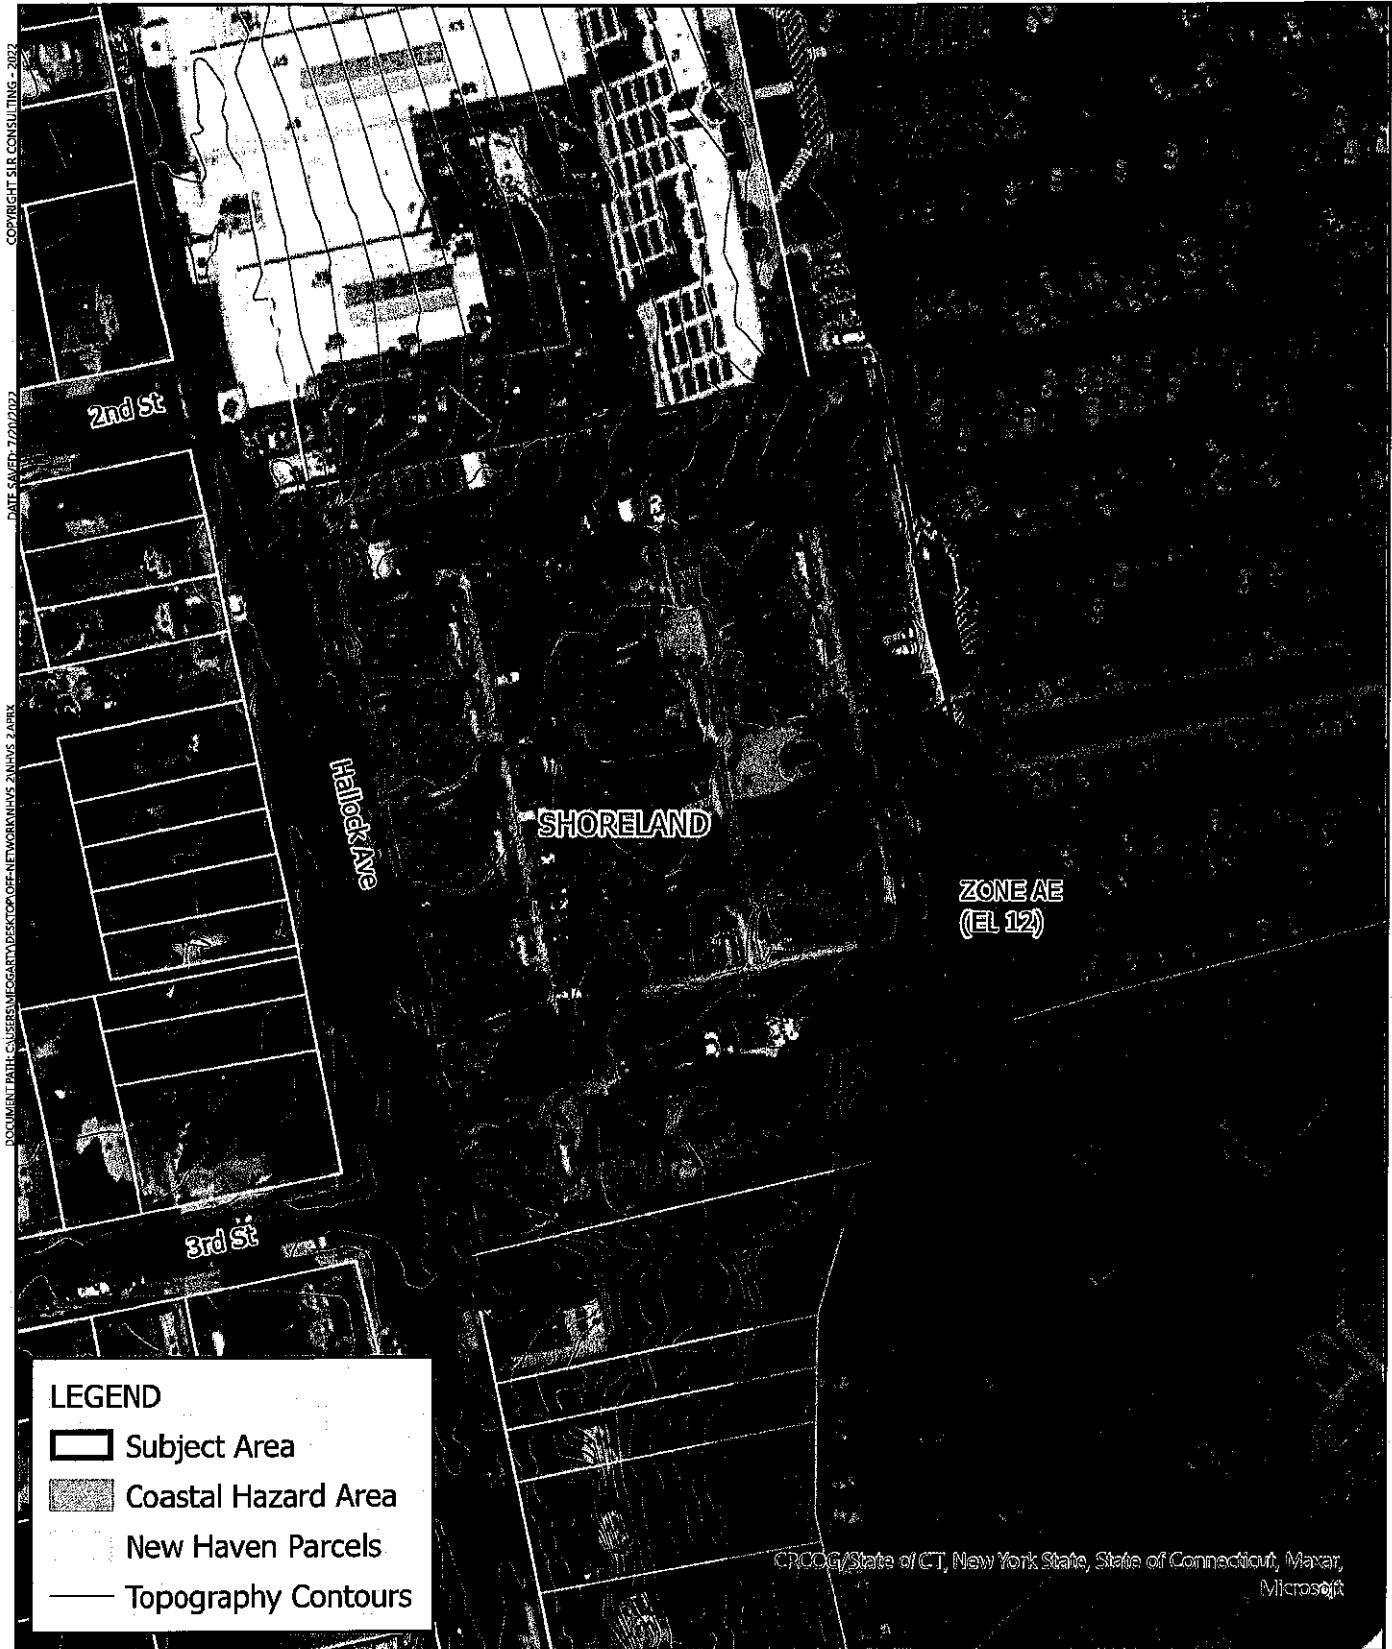 COPYRIGHT SLR CONSULTING - 2022
DATE SAVED: 7/20/2022
2nd St
Hallock Ave
SHORELAND
ZONE AE
(EL 12)
3rd St
LEGEND
Subject Area
Coastal Hazard Area
New Haven Parcels
Topography Contours
CRCOG/State of CT, New York State, State of Connecticut, Maxar,
Microsoft